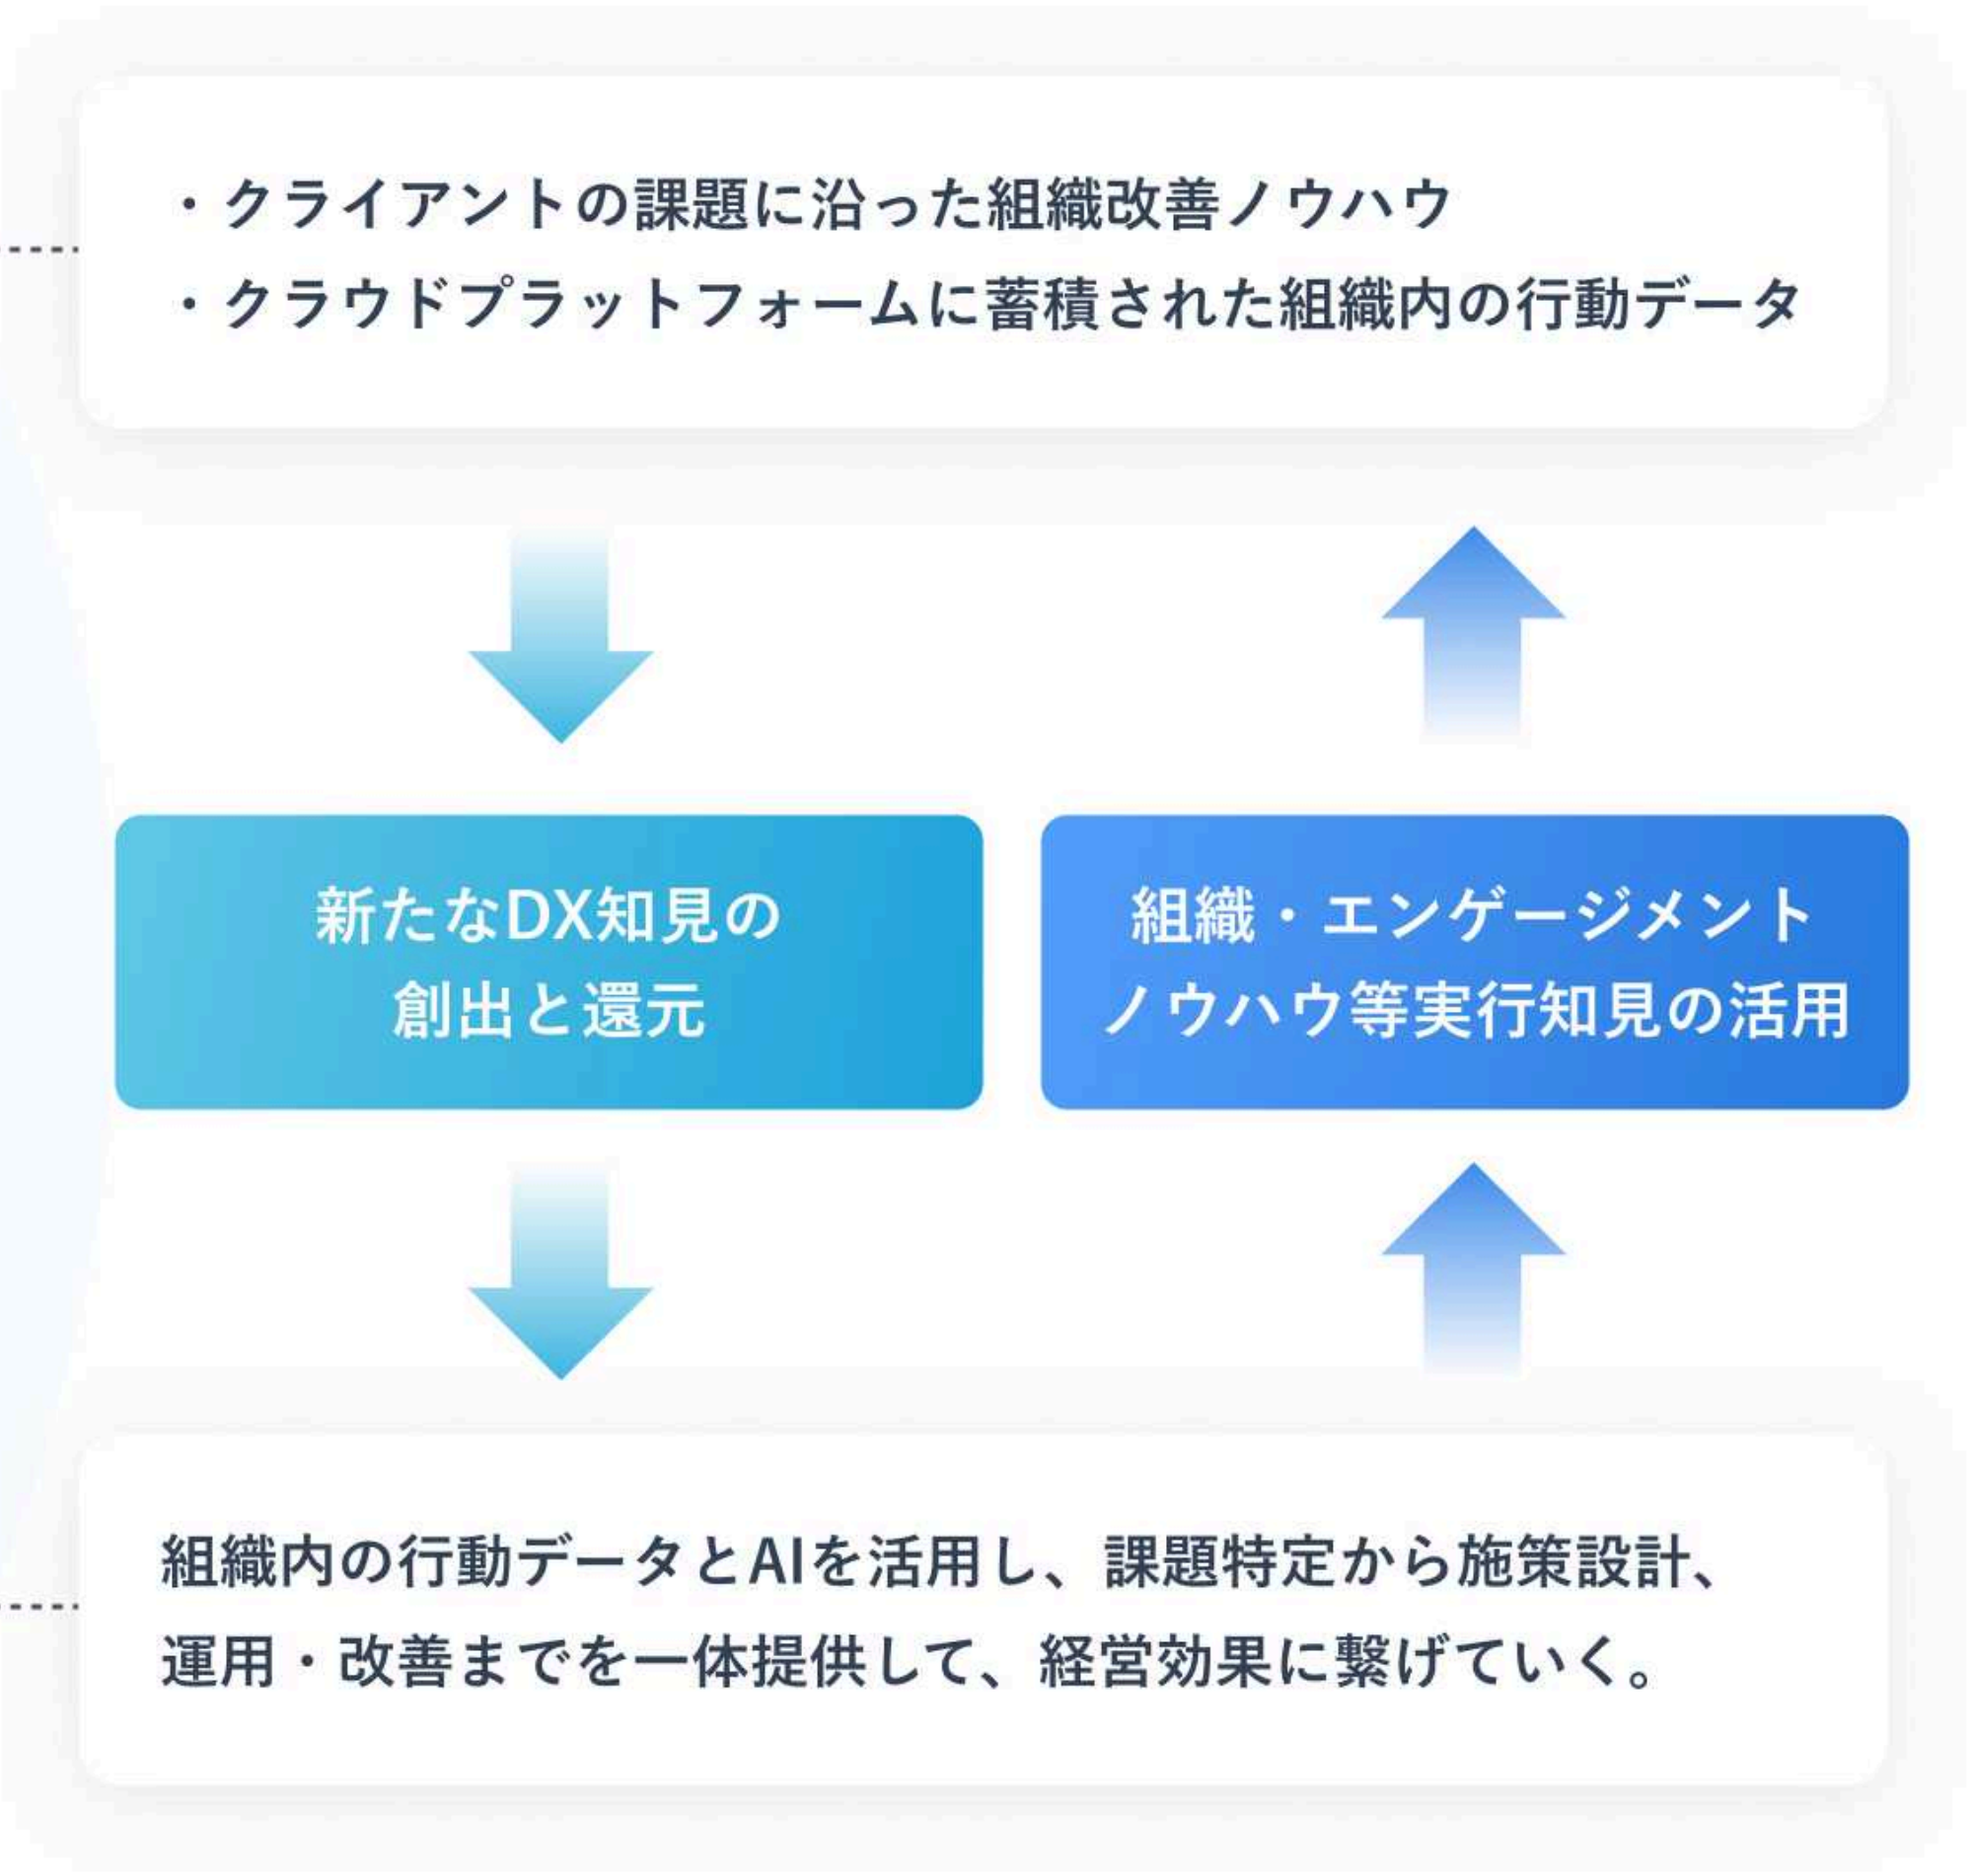 ・クライアントの課題に沿った組織改善ノウハウ
・クラウドプラットフォームに蓄積された組織内の行動データ
新たなDX知見の
創出と還元
組織・エンゲージメント
ノウハウ等実行知見の活用
組織内の行動データとAIを活用し、課題特定から施策設計、
運用・改善までを一体提供して、経営効果に繋げていく。